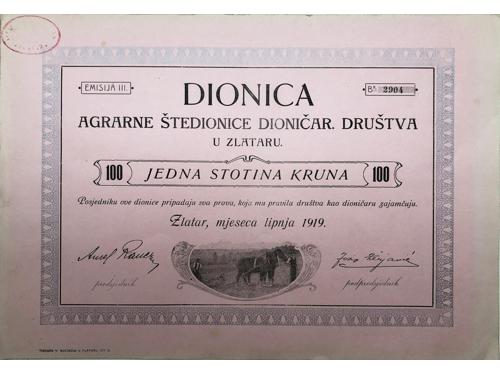 EMISIJA III.
Br. 2904
DIONICA
AGRARNE ŠTEDIONICE DIONIČAR. DRUŠTVA
U ZLATARU.
100 JEDNA STOTINA KRUNA 100
Posjedniku ove dionice pripadaju sva prava, koja mu pravila društva kao dioničaru zajamčuju.
Zlatar, mjeseca lipnja 1919.
predsjednik
podpredsjednik